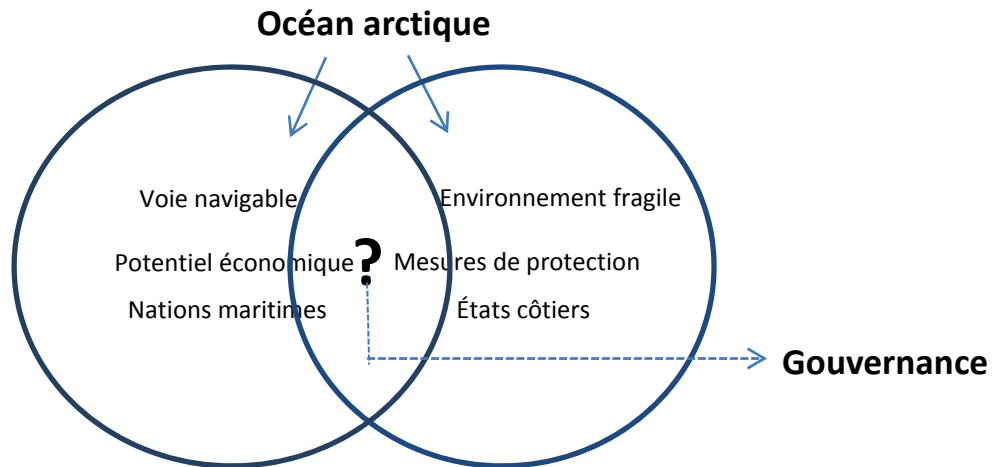 Océan arctique
Voie navigable
Environnement fragile
Potentiel économique
?
Mesures de protection
Nations maritimes
États côtiers
Gouvernance